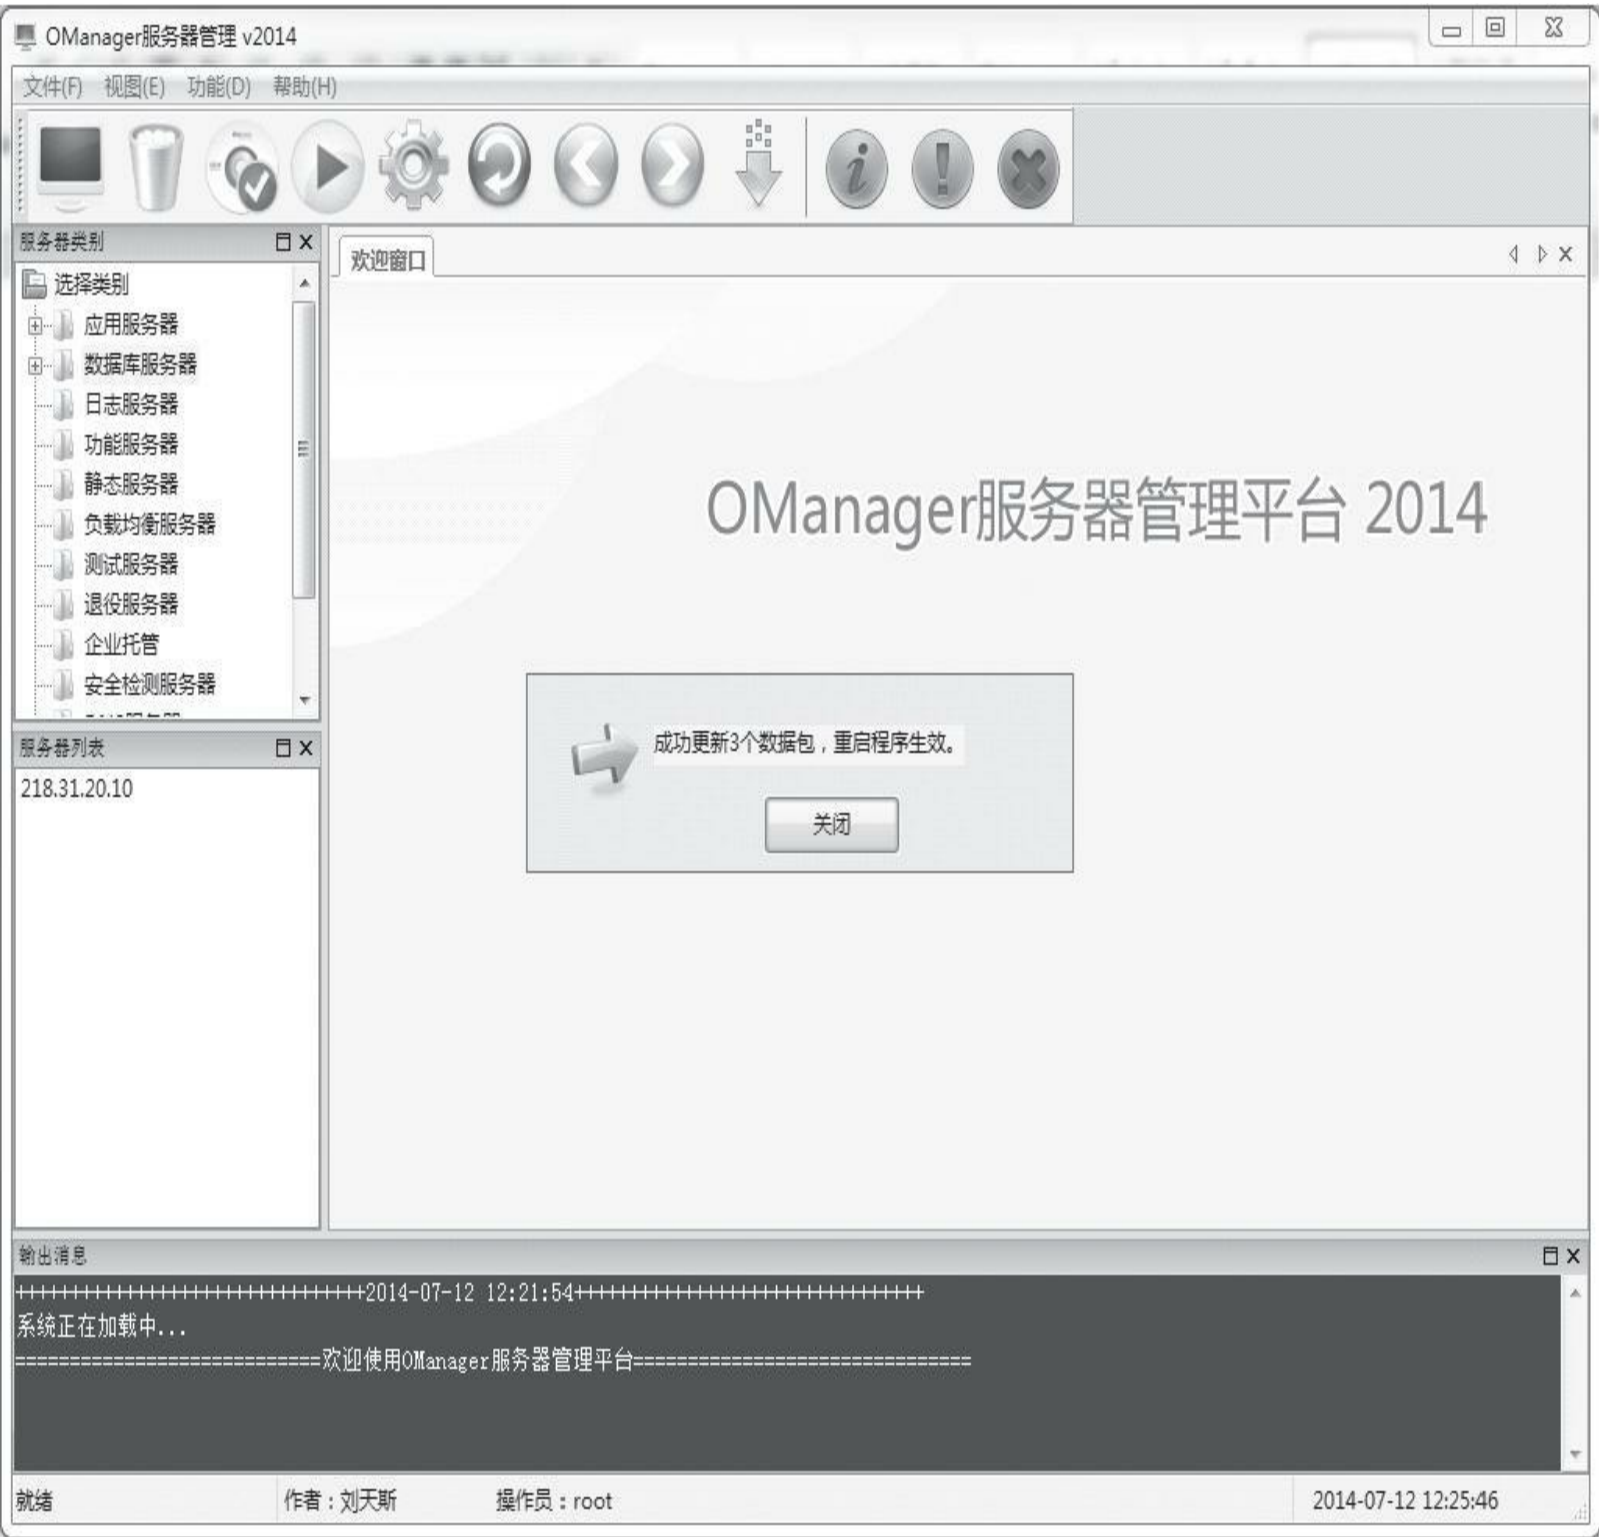 OManager服务器管理 v2014
文件(F) 视图(E) 功能(D) 帮助(H)
服务器类别
选择类别
应用服务器
数据库服务器
日志服务器
功能服务器
静态服务器
负载均衡服务器
测试服务器
退役服务器
企业托管
安全检测服务器
欢迎窗口
OManager服务器管理平台 2014
成功更新3个数据包，重启程序生效。
关闭
服务器列表
218.31.20.10
输出消息
++++++++++++++++++++++++++++++++2014-07-12 12:21:54++++++++++++++++++++++++++++++++
系统正在加载中...
============================欢迎使用OManager服务器管理平台===============================
就绪 作者：刘天斯 操作员：root 2014-07-12 12:25:46